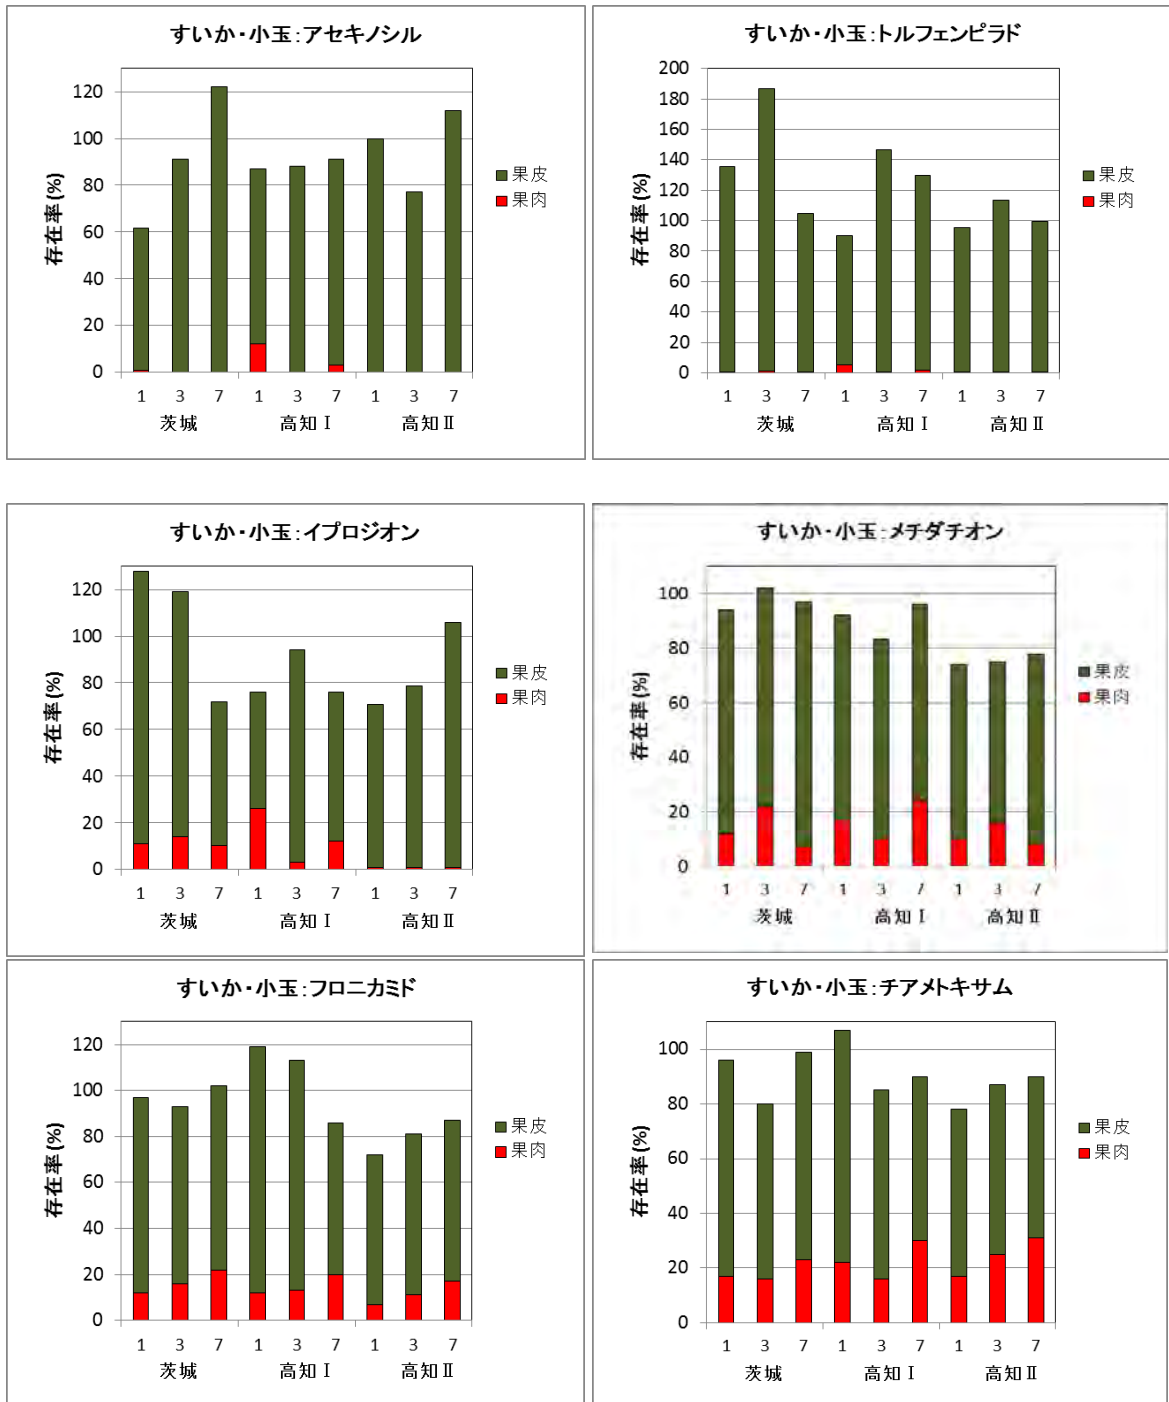 すいか・小玉：アセキノシル
存在率(%)
120
100
80
60
40
20
0
1 3 7 1 3 7 1 3 7
茨城 高知Ⅰ 高知Ⅱ
果皮
果肉
すいか・小玉：トルフェンピラド
存在率(%)
200
180
160
140
120
100
80
60
40
20
0
1 3 7 1 3 7 1 3 7
茨城 高知Ⅰ 高知Ⅱ
果皮
果肉
すいか・小玉：イプロジオン
存在率(%)
120
100
80
60
40
20
0
1 3 7 1 3 7 1 3 7
茨城 高知Ⅰ 高知Ⅱ
果皮
果肉
すいか・小玉：メチダチオン
存在率(%)
100
80
60
40
20
0
1 3 7 1 3 7 1 3 7
茨城 高知Ⅰ 高知Ⅱ
果皮
果肉
すいか・小玉：フロニカミド
存在率(%)
120
100
80
60
40
20
0
1 3 7 1 3 7 1 3 7
茨城 高知Ⅰ 高知Ⅱ
果皮
果肉
すいか・小玉：チアメトキサム
存在率(%)
100
80
60
40
20
0
1 3 7 1 3 7 1 3 7
茨城 高知Ⅰ 高知Ⅱ
果皮
果肉